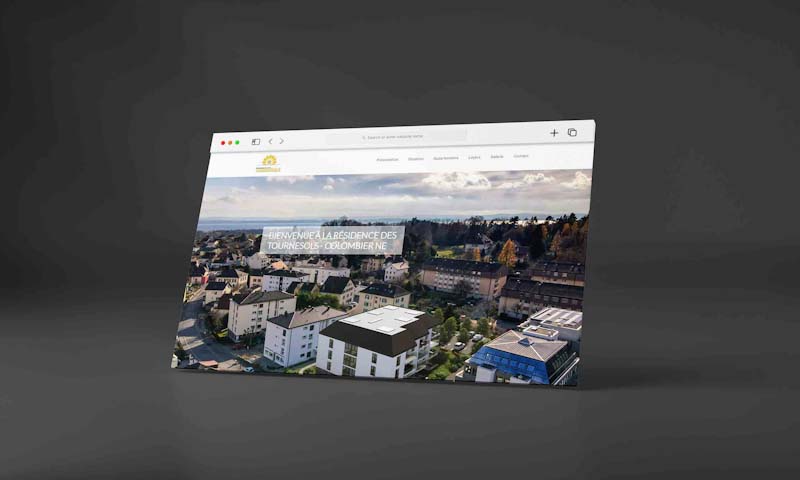 Search or enter website name
Présentation Situation Appartements Loyers Galerie Contact
BIENVENUE À LA RÉSIDENCE DES
TOURNESOLS - COLOMBIER NE